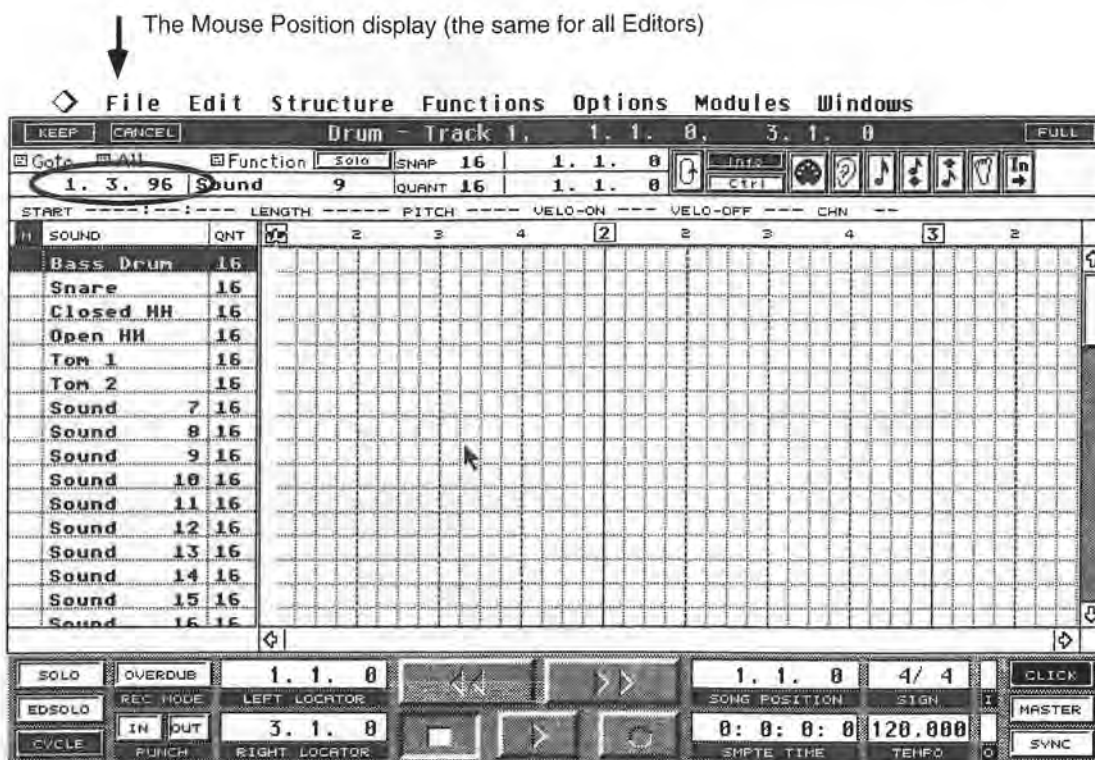 The Mouse Position display (the same for all Editors)
File Edit Structure Functions Options Modules Windows
KEEP CANCEL Drum - Track 1, 1. 1. 0, 3. 1. 0 FULL
Goto All Function Solo SNAP 16 1. 1. 0 Info In
1. 3. 96 Sound 9 QUANT 16 1. 1. 0 Ctrl
START ----:--:---- LENGTH ----- PITCH ---- VELO-ON --- VELO-OFF --- CHN --
M SOUND QNT 2 3 4 2 2 3 4 3 2
Bass Drum 16
Snare 16
Closed HH 16
Open HH 16
Tom 1 16
Tom 2 16
Sound 7 16
Sound 8 16
Sound 9 16
Sound 10 16
Sound 11 16
Sound 12 16
Sound 13 16
Sound 14 16
Sound 15 16
Sound 16 16
SOLO OVERDUB 1. 1. 0 1. 1. 0 4/ 4 CLICK
REC MODE LEFT LOCATOR SONG POSITION SIGN I
EDSOLO IN OUT 3. 1. 0 0: 0: 0: 0 120.000 MASTER
CYCLE PUNCH RIGHT LOCATOR SMPTE TIME TEMPO O SYNC